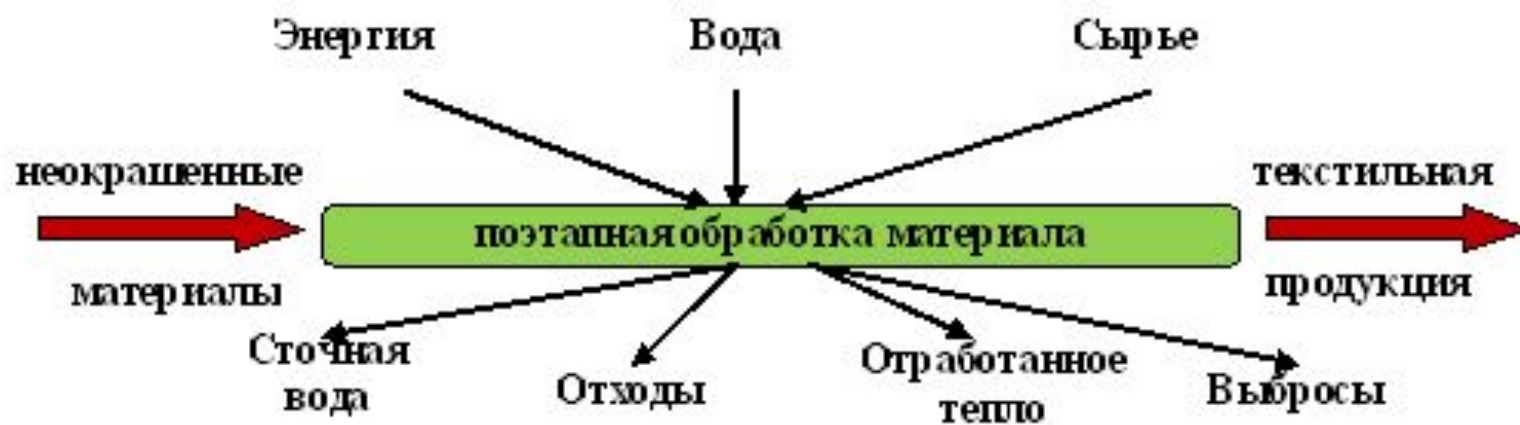 Энергия
Вода
Сырье
неокрашенные
материалы
поэтапная обработка материала
текстильная
продукция
Сточная
вода
Отходы
Отработанное
тепло
Выбросы